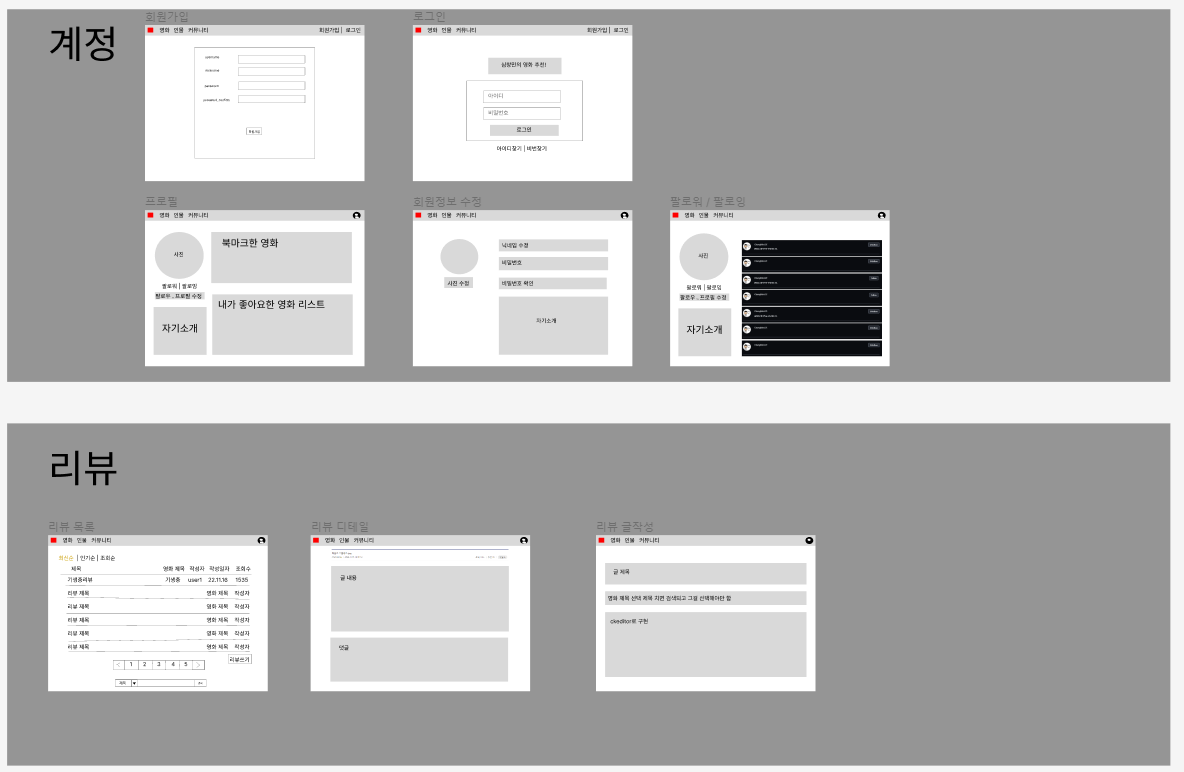 계정
회원가입
영화 인물 커뮤니티
회원가입 | 로그인
username
nickname
password
회원가입
로그인
영화 인물 커뮤니티
회원가입 | 로그인
심향만의 영화 추천!
아이디
비밀번호
로그인
아이디찾기 | 비번찾기
프로필
영화 인물 커뮤니티
사진
팔로워 | 팔로잉
팔로우 .. 프로필 수정
자기소개
북마크한 영화
내가 좋아요한 영화 리스트
회원정보 수정
영화 인물 커뮤니티
사진 수정
닉네임 수정
비밀번호
비밀번호 확인
자기소개
팔로워 / 팔로잉
영화 인물 커뮤니티
사진
팔로워 | 팔로잉
팔로우 .. 프로필 수정
자기소개
리뷰
리뷰 목록
영화 인물 커뮤니티
최신순 | 인기순 | 조회순
제목 영화 제목 작성자 작성일자 조회수
기생충리뷰 기생충 user1 22.11.16 1535
리뷰 제목 영화 제목 작성자
리뷰 제목 영화 제목 작성자
리뷰 제목 영화 제목 작성자
리뷰 제목 영화 제목 작성자
리뷰 제목 영화 제목 작성자
리뷰쓰기
< 1 2 3 4 5 >
제목 ▼
리뷰 디테일
영화 인물 커뮤니티
글 내용
댓글
리뷰 글작성
영화 인물 커뮤니티
글 제목
영화 제목 선택 제목 치면 검색되고 그걸 선택해야만 함
ckeditor로 구현